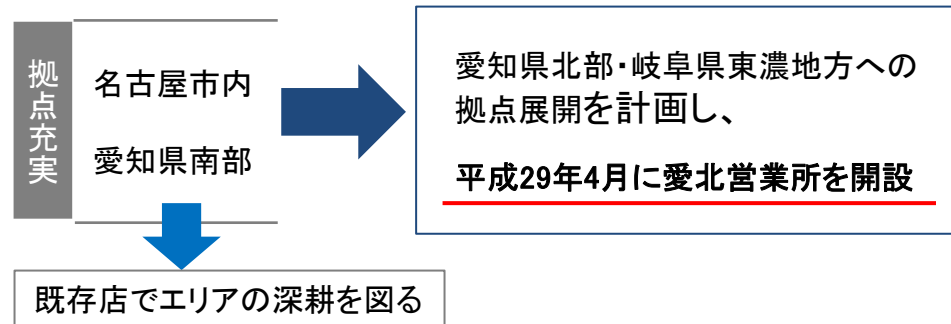 拠点充実
名古屋市内
愛知県南部
愛知県北部・岐阜県東濃地方への
拠点展開を計画し、
平成29年4月に愛北営業所を開設
既存店でエリアの深耕を図る